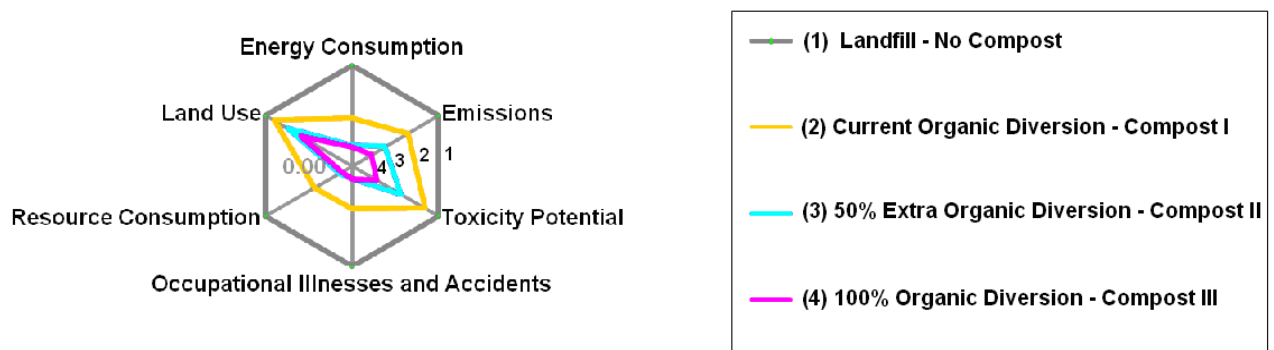 Energy Consumption
Land Use
Emissions
0.00
4
3
2
1
Resource Consumption
Toxicity Potential
Occupational Illnesses and Accidents
(1) Landfill - No Compost
(2) Current Organic Diversion - Compost I
(3) 50% Extra Organic Diversion - Compost II
(4) 100% Organic Diversion - Compost III